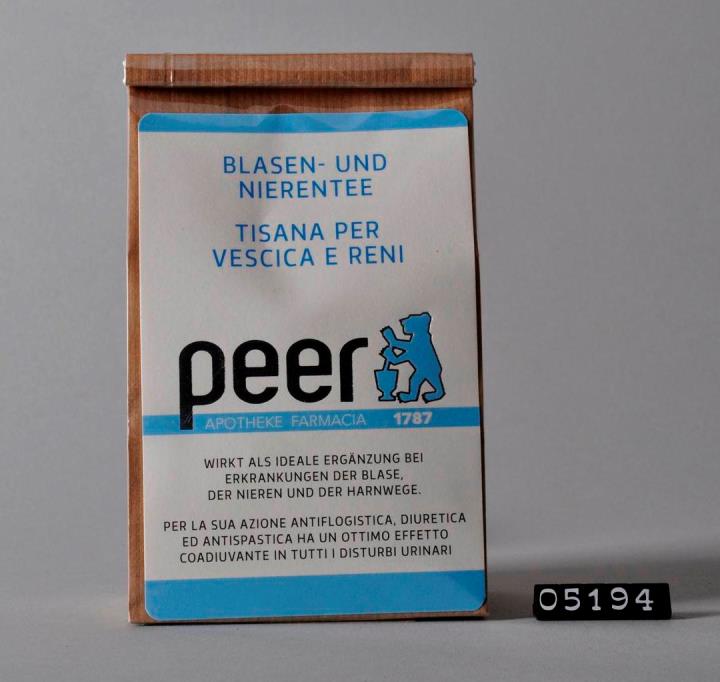 BLASEN- UND
NIERENTEE
TISANA PER
VESCICA E RENI
peer
APOTHEKE FARMACIA 1787
WIRKT ALS IDEALE ERGÄNZUNG BEI
ERKRANKUNGEN DER BLASE,
DER NIEREN UND DER HARNWEGE.
PER LA SUA AZIONE ANTIFLOGISTICA, DIURETICA
ED ANTISPASTICA HA UN OTTIMO EFFETTO
COADIUVANTE IN TUTTI I DISTURBI URINARI
05194